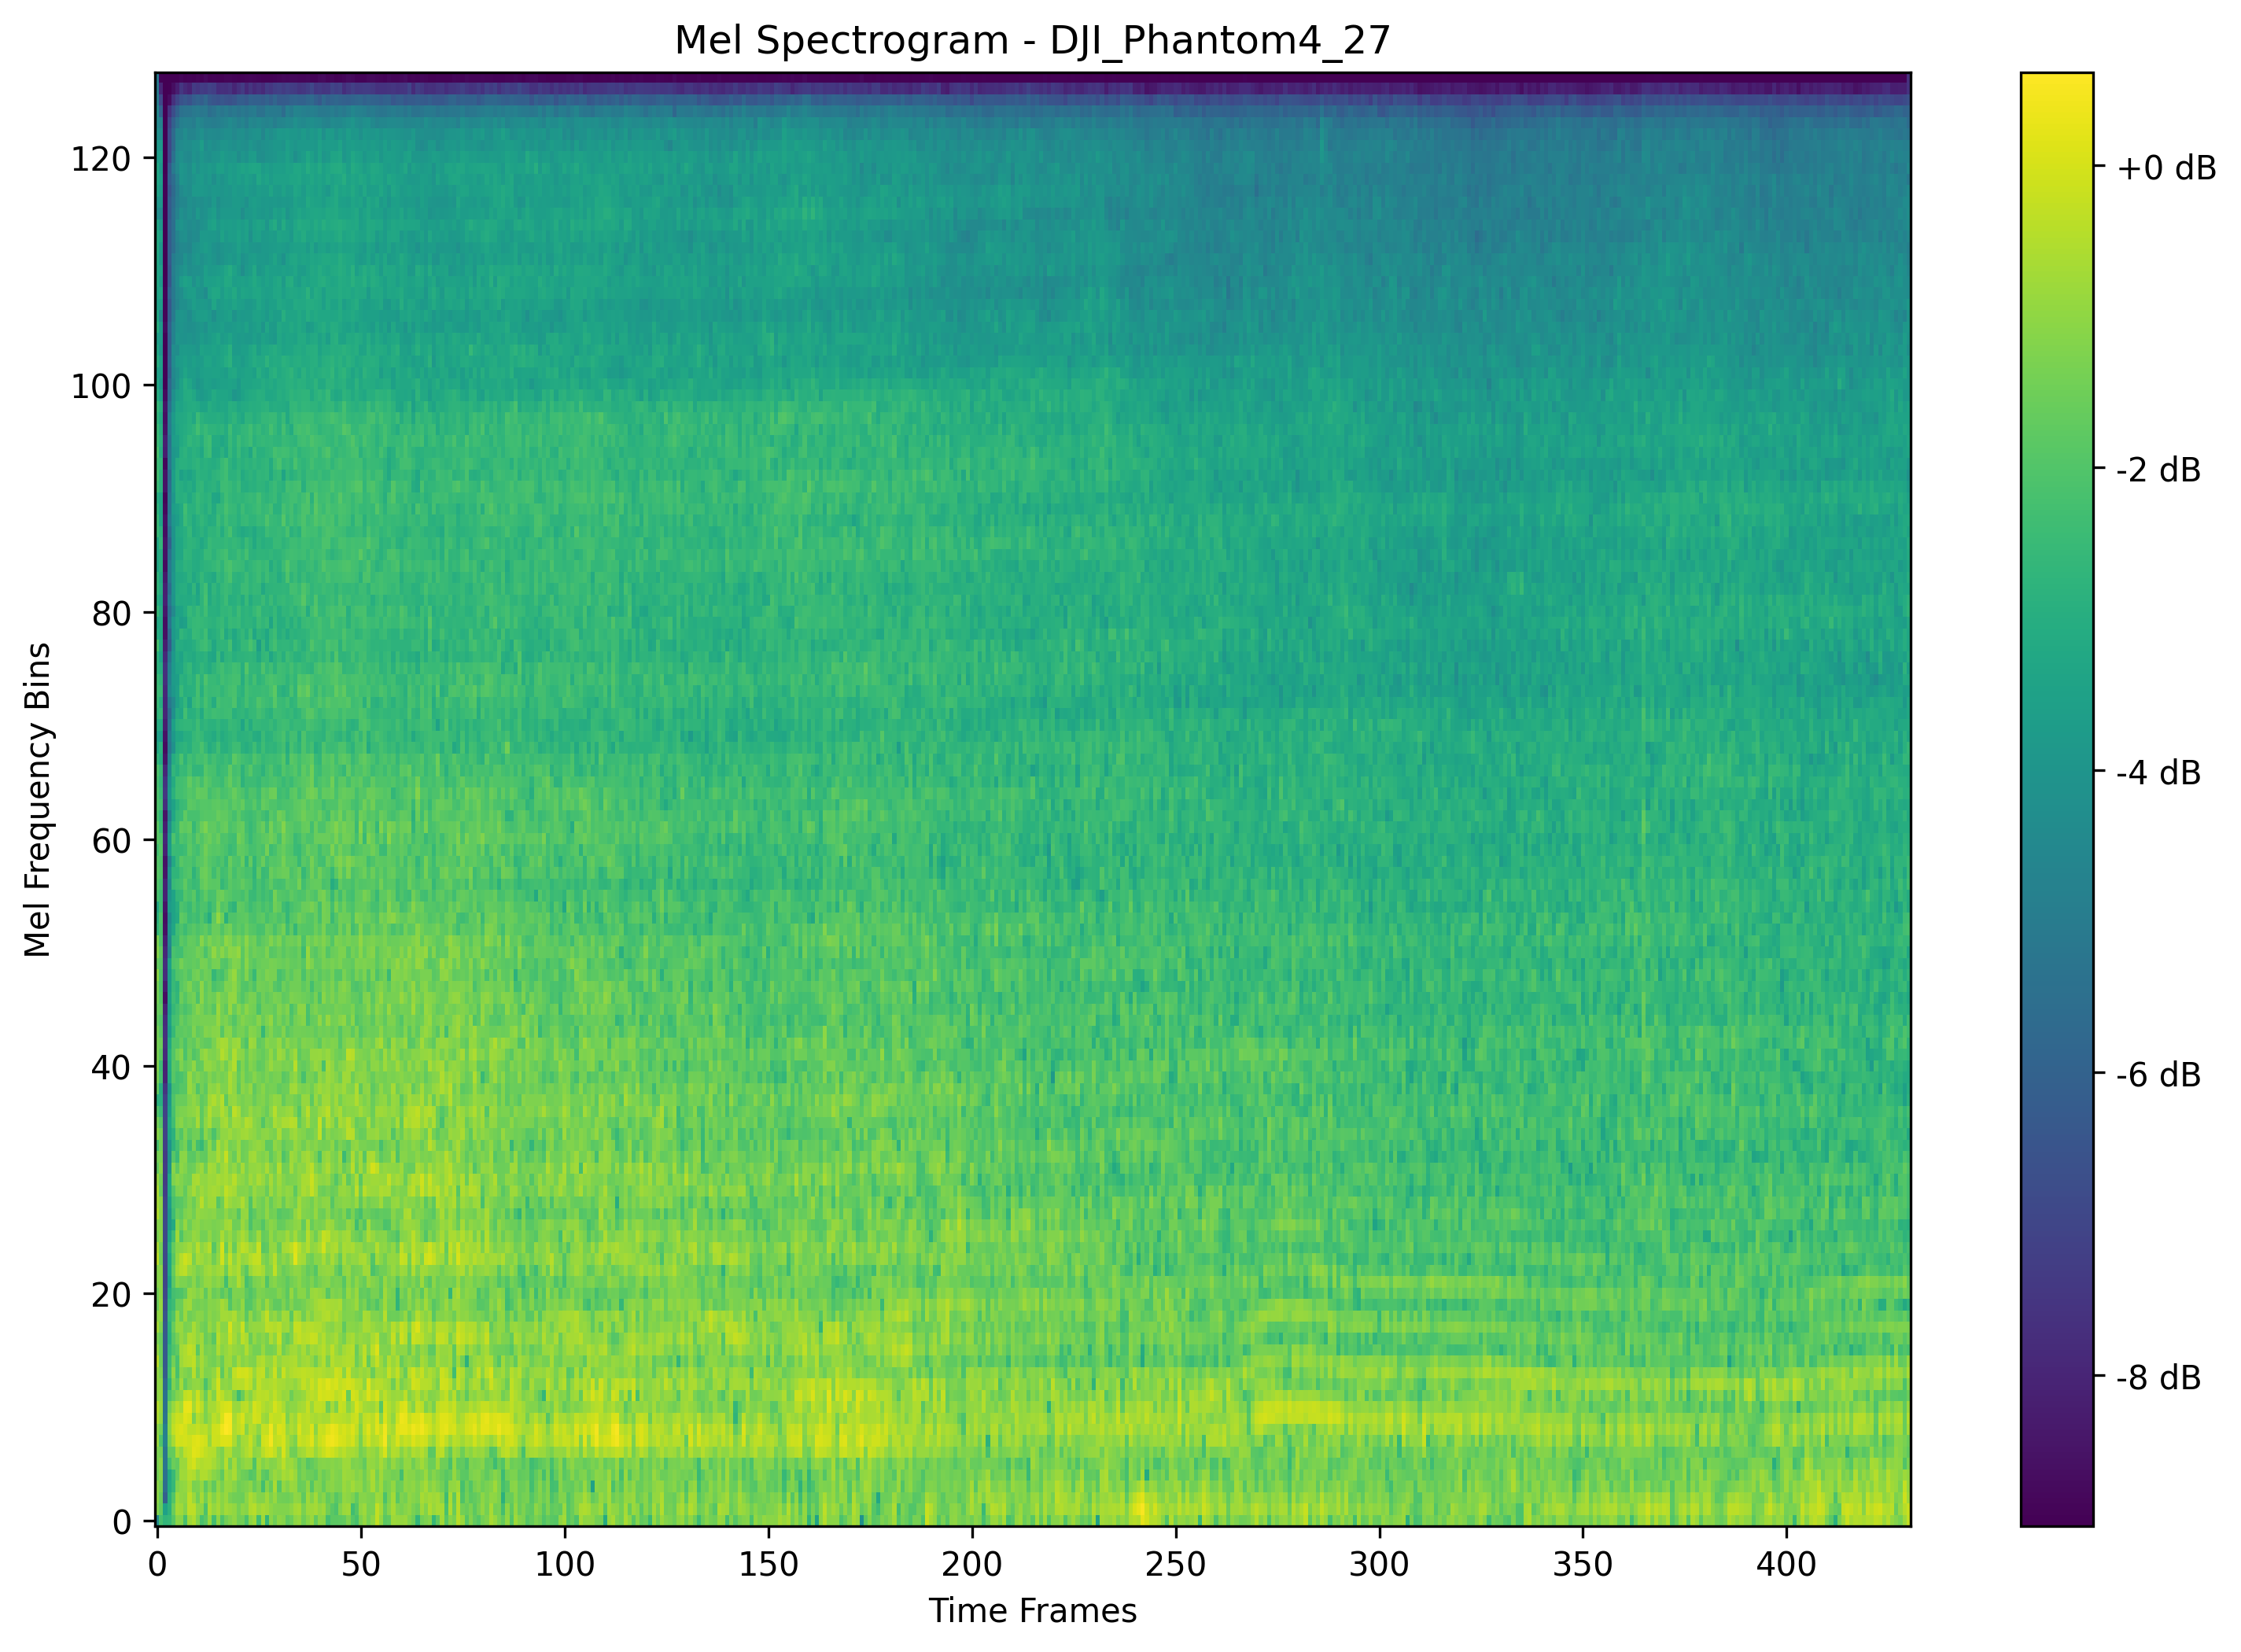 Mel Spectrogram - DJI_Phantom4_27
120
100
80
60
40
20
0
Mel Frequency Bins
0 50 100 150 200 250 300 350 400
Time Frames
+0 dB
-2 dB
-4 dB
-6 dB
-8 dB